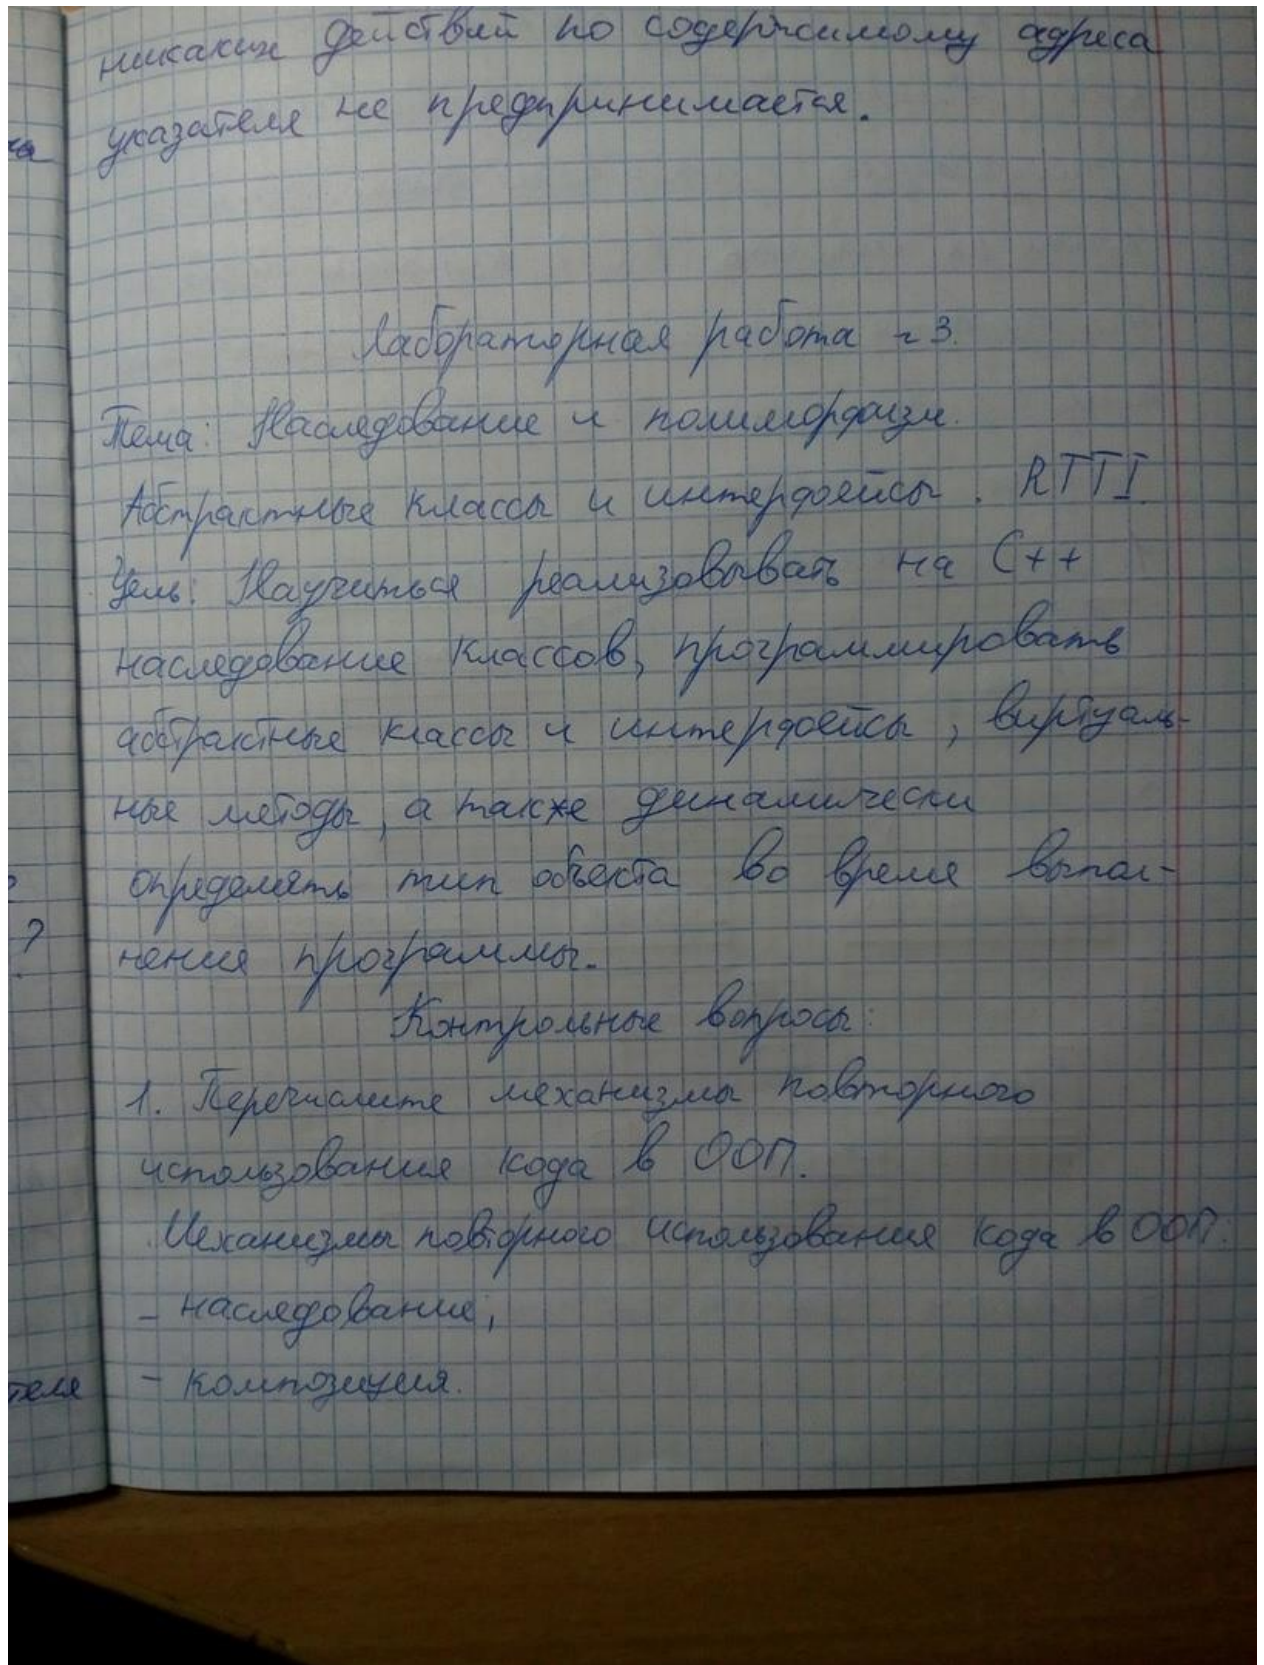 никаких действий по содержимому адреса
указателя не предпринимается.
Лабораторная работа ~ 3.
Тема: Наследование и полиморфизм.
Абстрактные классы и интерфейсы. RTTI.
Цель: Научиться реализовывать на C++
наследование классов, программировать
абстрактные классы и интерфейсы, виртуаль-
ные методы, а также динамически
определять тип объекта во время выпол-
нения программы.
Контрольные вопросы:
1. Перечислите механизмы повторного
использования кода в ООП.
Механизмы повторного использования кода в ООП:
- наследование;
- композиция.
теля
?